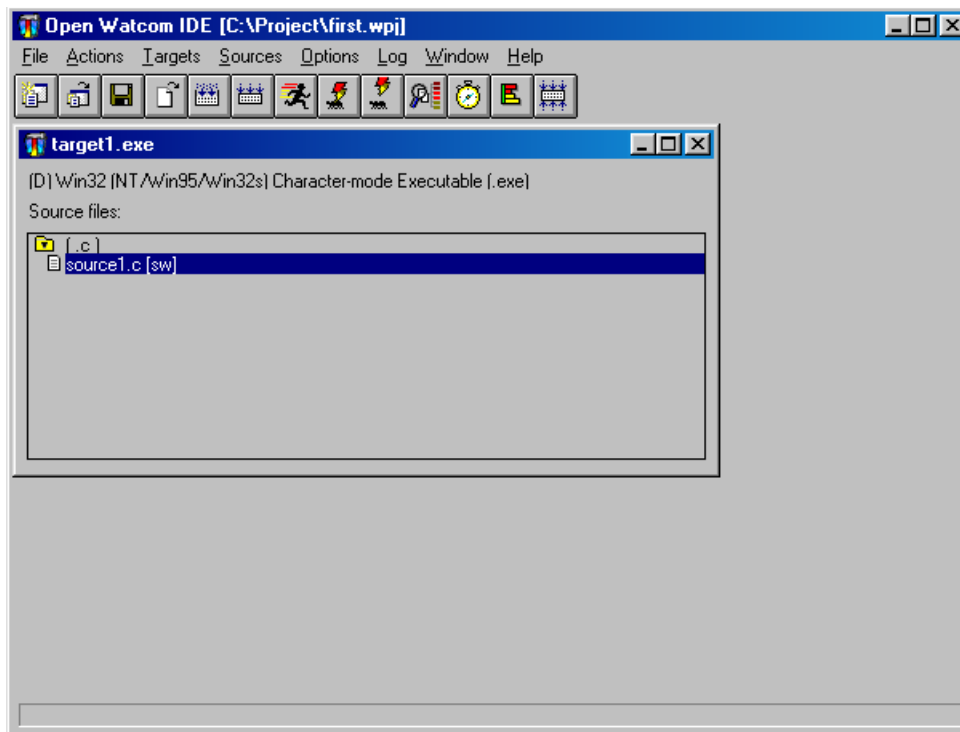 Open Watcom IDE [C:\Project\first.wpj]
File Actions Targets Sources Options Log Window Help
target1.exe
(D) Win32 (NT/Win95/Win32s) Character-mode Executable (.exe)
Source files:
(.c)
source1.c [sw]